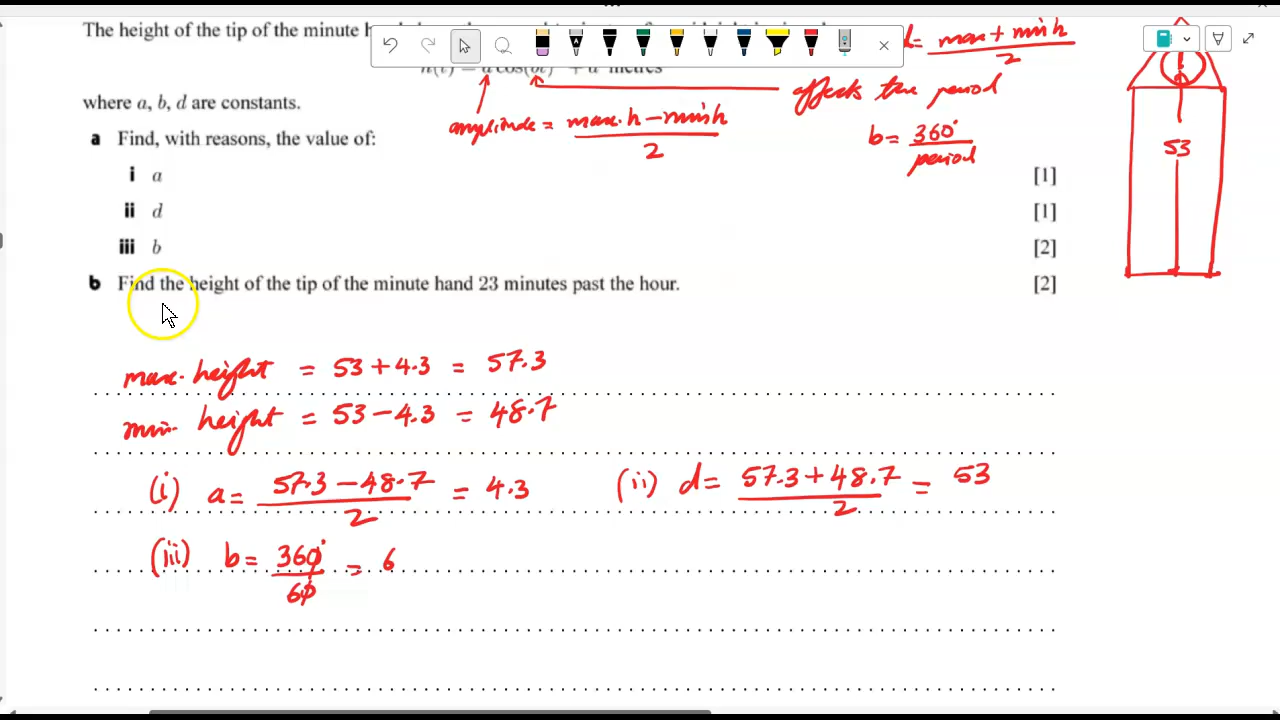 The height of the tip of the minute h
d = max + min h
2
where a, b, d are constants.
affects the period
amplitude = max. h − min h
2
b = 360°
period
a Find, with reasons, the value of:
53
i a [1]
ii d [1]
iii b [2]
b Find the height of the tip of the minute hand 23 minutes past the hour. [2]
max. height = 53 + 4.3 = 57.3
min. height = 53 − 4.3 = 48.7
(i) a = 57.3 − 48.7 = 4.3
2
(ii) d = 57.3 + 48.7 = 53
2
(iii) b = 360° = 6
60